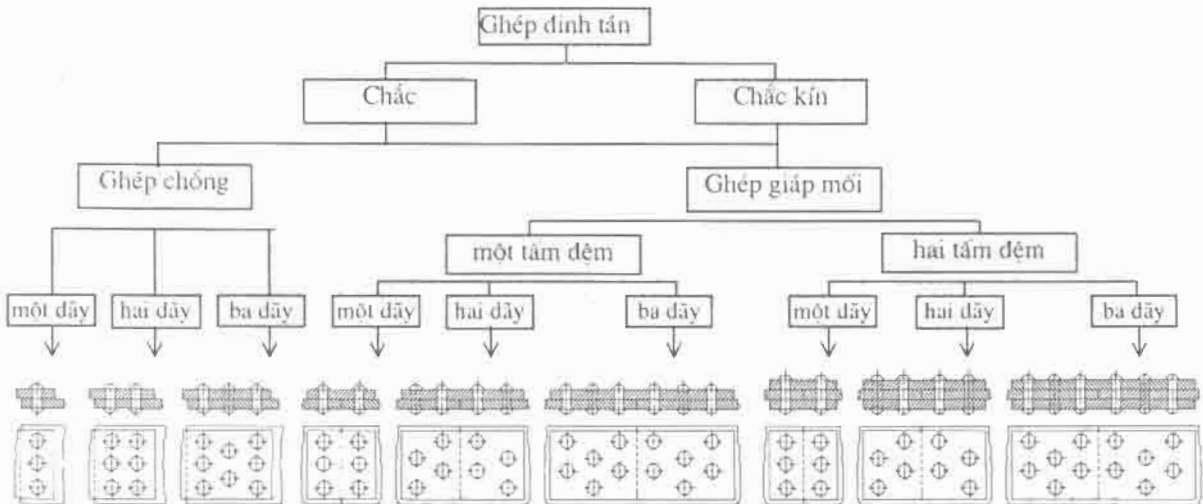 Ghép đinh tán
Chắc
Chắc kín
Ghép chồng
Ghép giáp mối
một tấm đệm
hai tấm đệm
một dãy
hai dãy
ba dãy
một dãy
hai dãy
ba dãy
một dãy
hai dãy
ba dãy